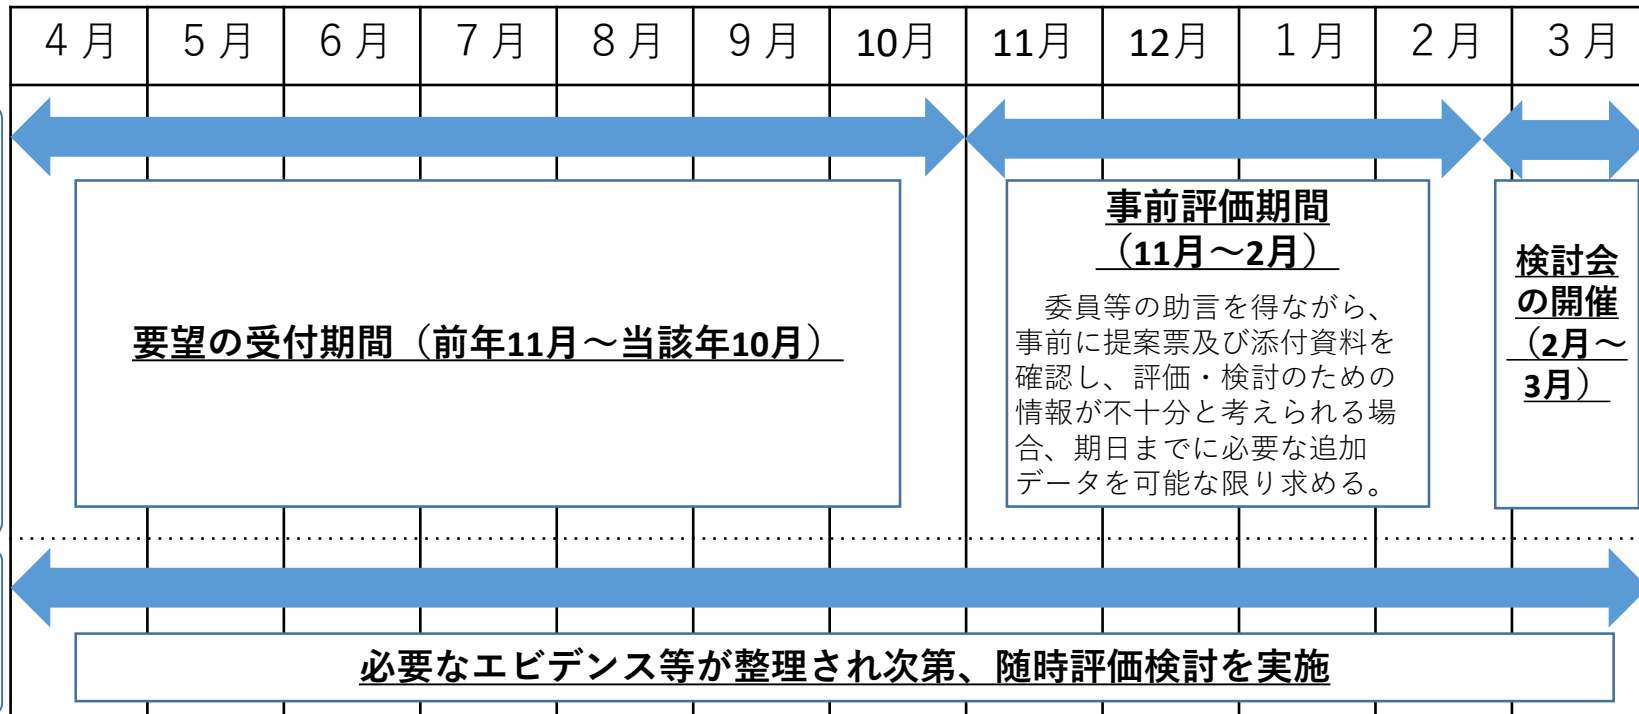 4月 5月 6月 7月 8月 9月 10月 11月 12月 1月 2月 3月
要望の受付期間（前年11月～当該年10月）
事前評価期間
（11月～2月）
委員等の助言を得ながら、
事前に提案票及び添付資料を
確認し、評価・検討のための
情報が不十分と考えられる場
合、期日までに必要な追加
データを可能な限り求める。
検討会
の開催
（2月～
3月）
必要なエビデンス等が整理され次第、随時評価検討を実施